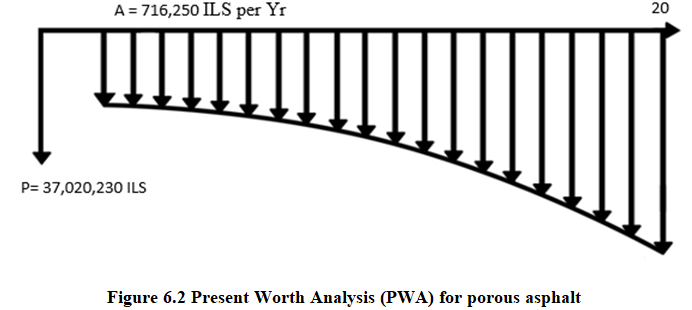 A = 716,250 ILS per Yr
20
P= 37,020,230 ILS
Figure 6.2 Present Worth Analysis (PWA) for porous asphalt